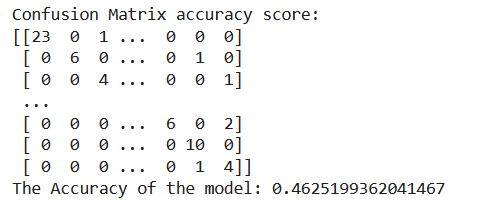 Confusion Matrix accuracy score:
[[23 0 1 ... 0 0 0]
[ 0 6 0 ... 0 1 0]
[ 0 0 4 ... 0 0 1]
...
[ 0 0 0 ... 6 0 2]
[ 0 0 0 ... 0 10 0]
[ 0 0 0 ... 0 1 4]]
The Accuracy of the model: 0.4625199362041467